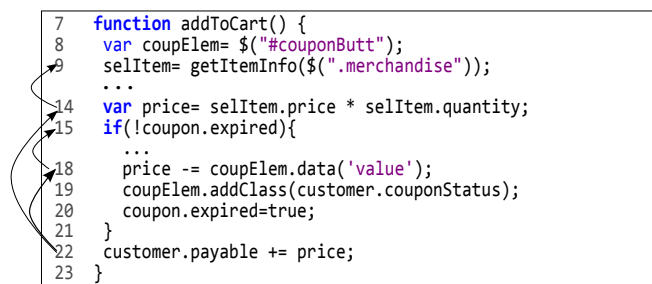 7 function addToCart() {
8 var coupElem= $("#couponButt");
9 selItem= getItemInfo($(".merchandise"));
...
14 var price= selItem.price * selItem.quantity;
15 if(!coupon.expired){
...
18 price -= coupElem.data('value');
19 coupElem.addClass(customer.couponStatus);
20 coupon.expired=true;
21 }
22 customer.payable += price;
23 }